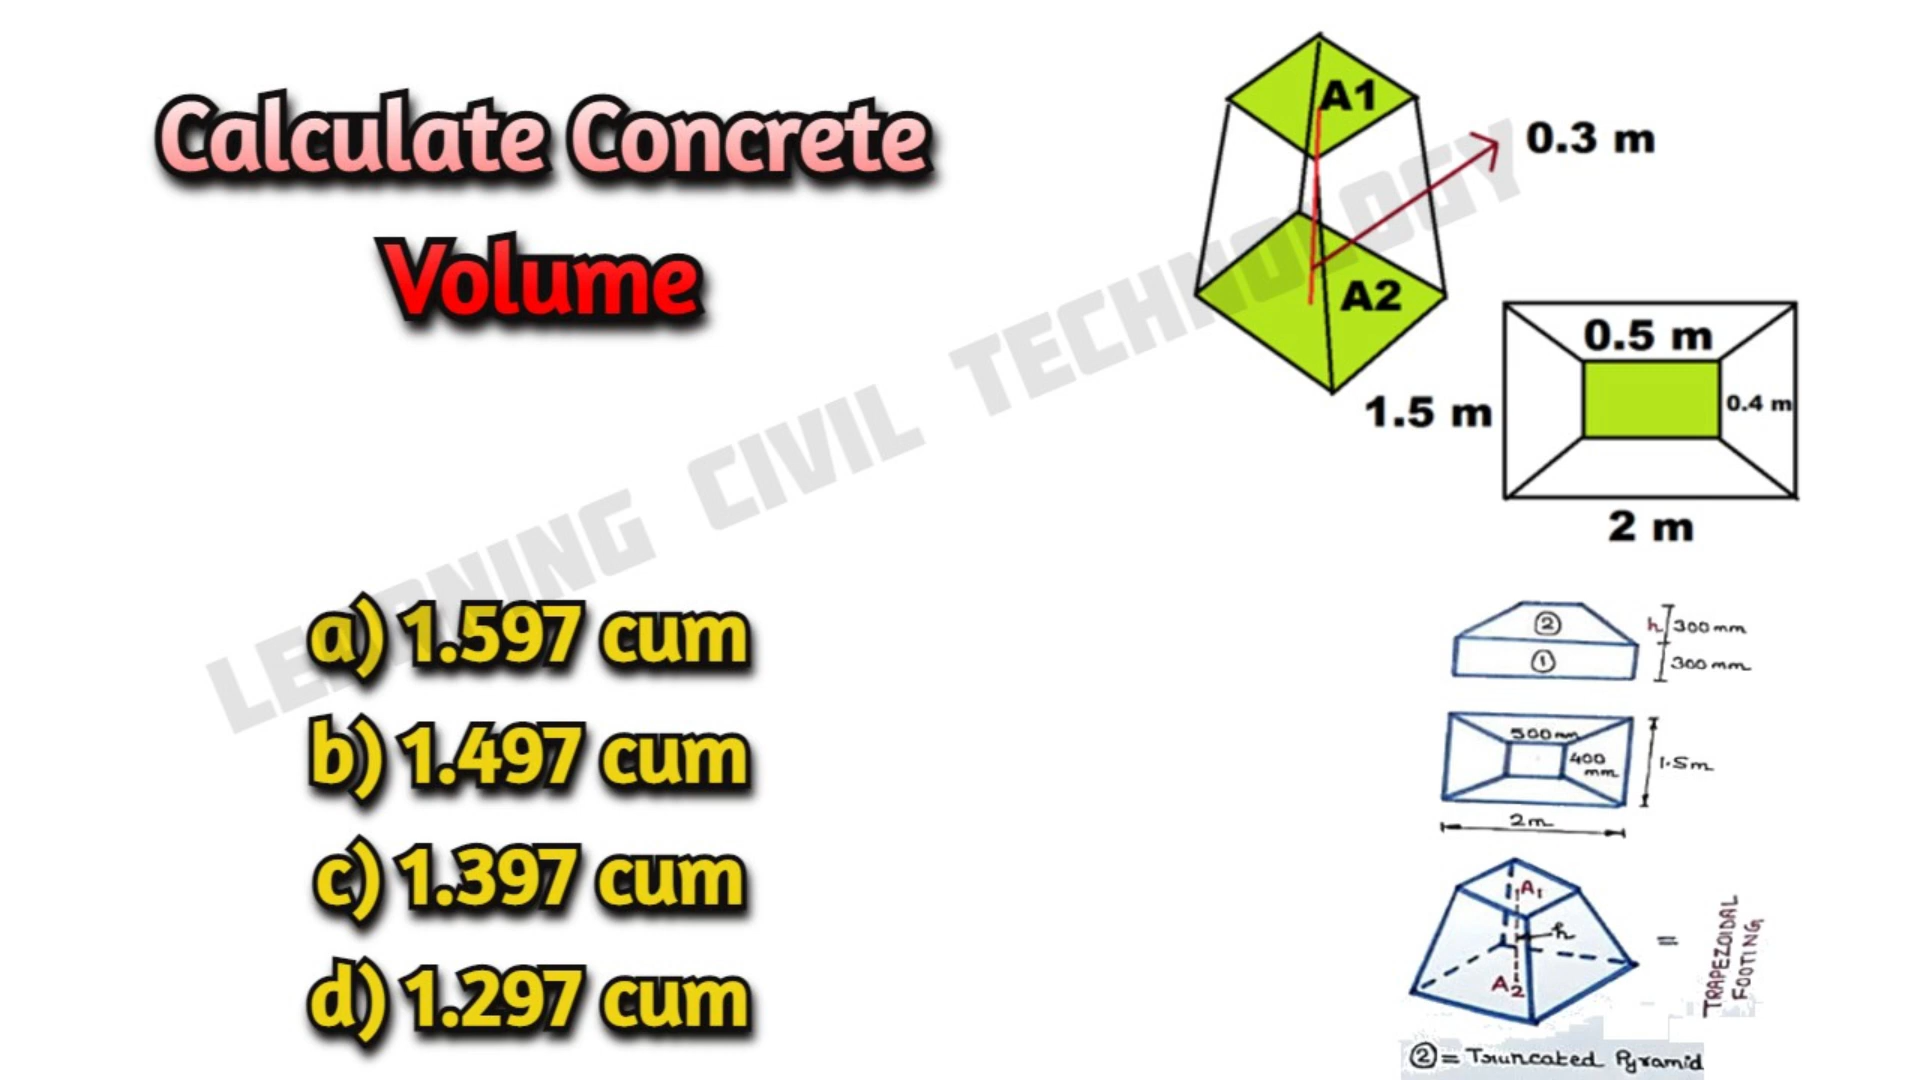 Calculate Concrete
Volume
LEARNING CIVIL TECHNOLOGY
a) 1.597 cum
b) 1.497 cum
c) 1.397 cum
d) 1.297 cum
A1
0.3 m
A2
0.5 m
1.5 m
0.4 m
2 m
2
h
300 mm
1
300 mm
500 mm
400
mm
1.5m
2m
A1
h
=
A2
TRAPEZOIDAL
FOOTING
2 = Truncated Pyramid